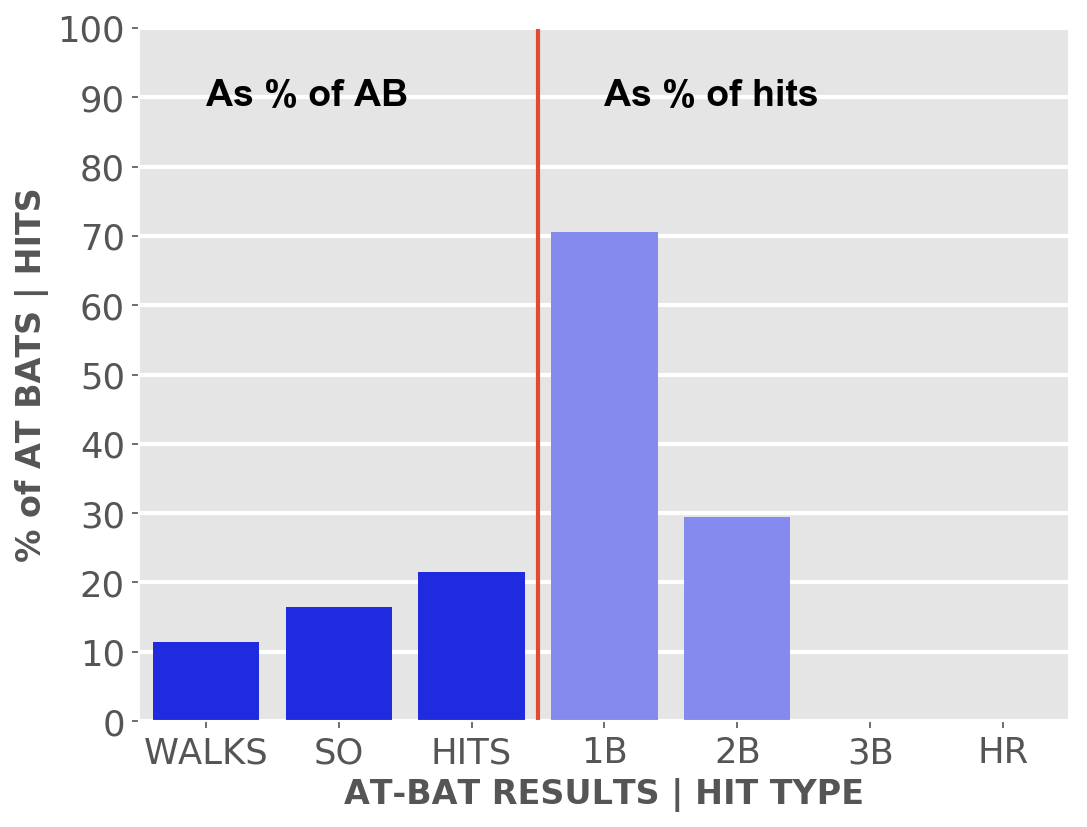 100
90
80
70
60
50
40
30
20
10
0
% of AT BATS | HITS
As % of AB
As % of hits
WALKS SO HITS 1B 2B 3B HR
AT-BAT RESULTS | HIT TYPE